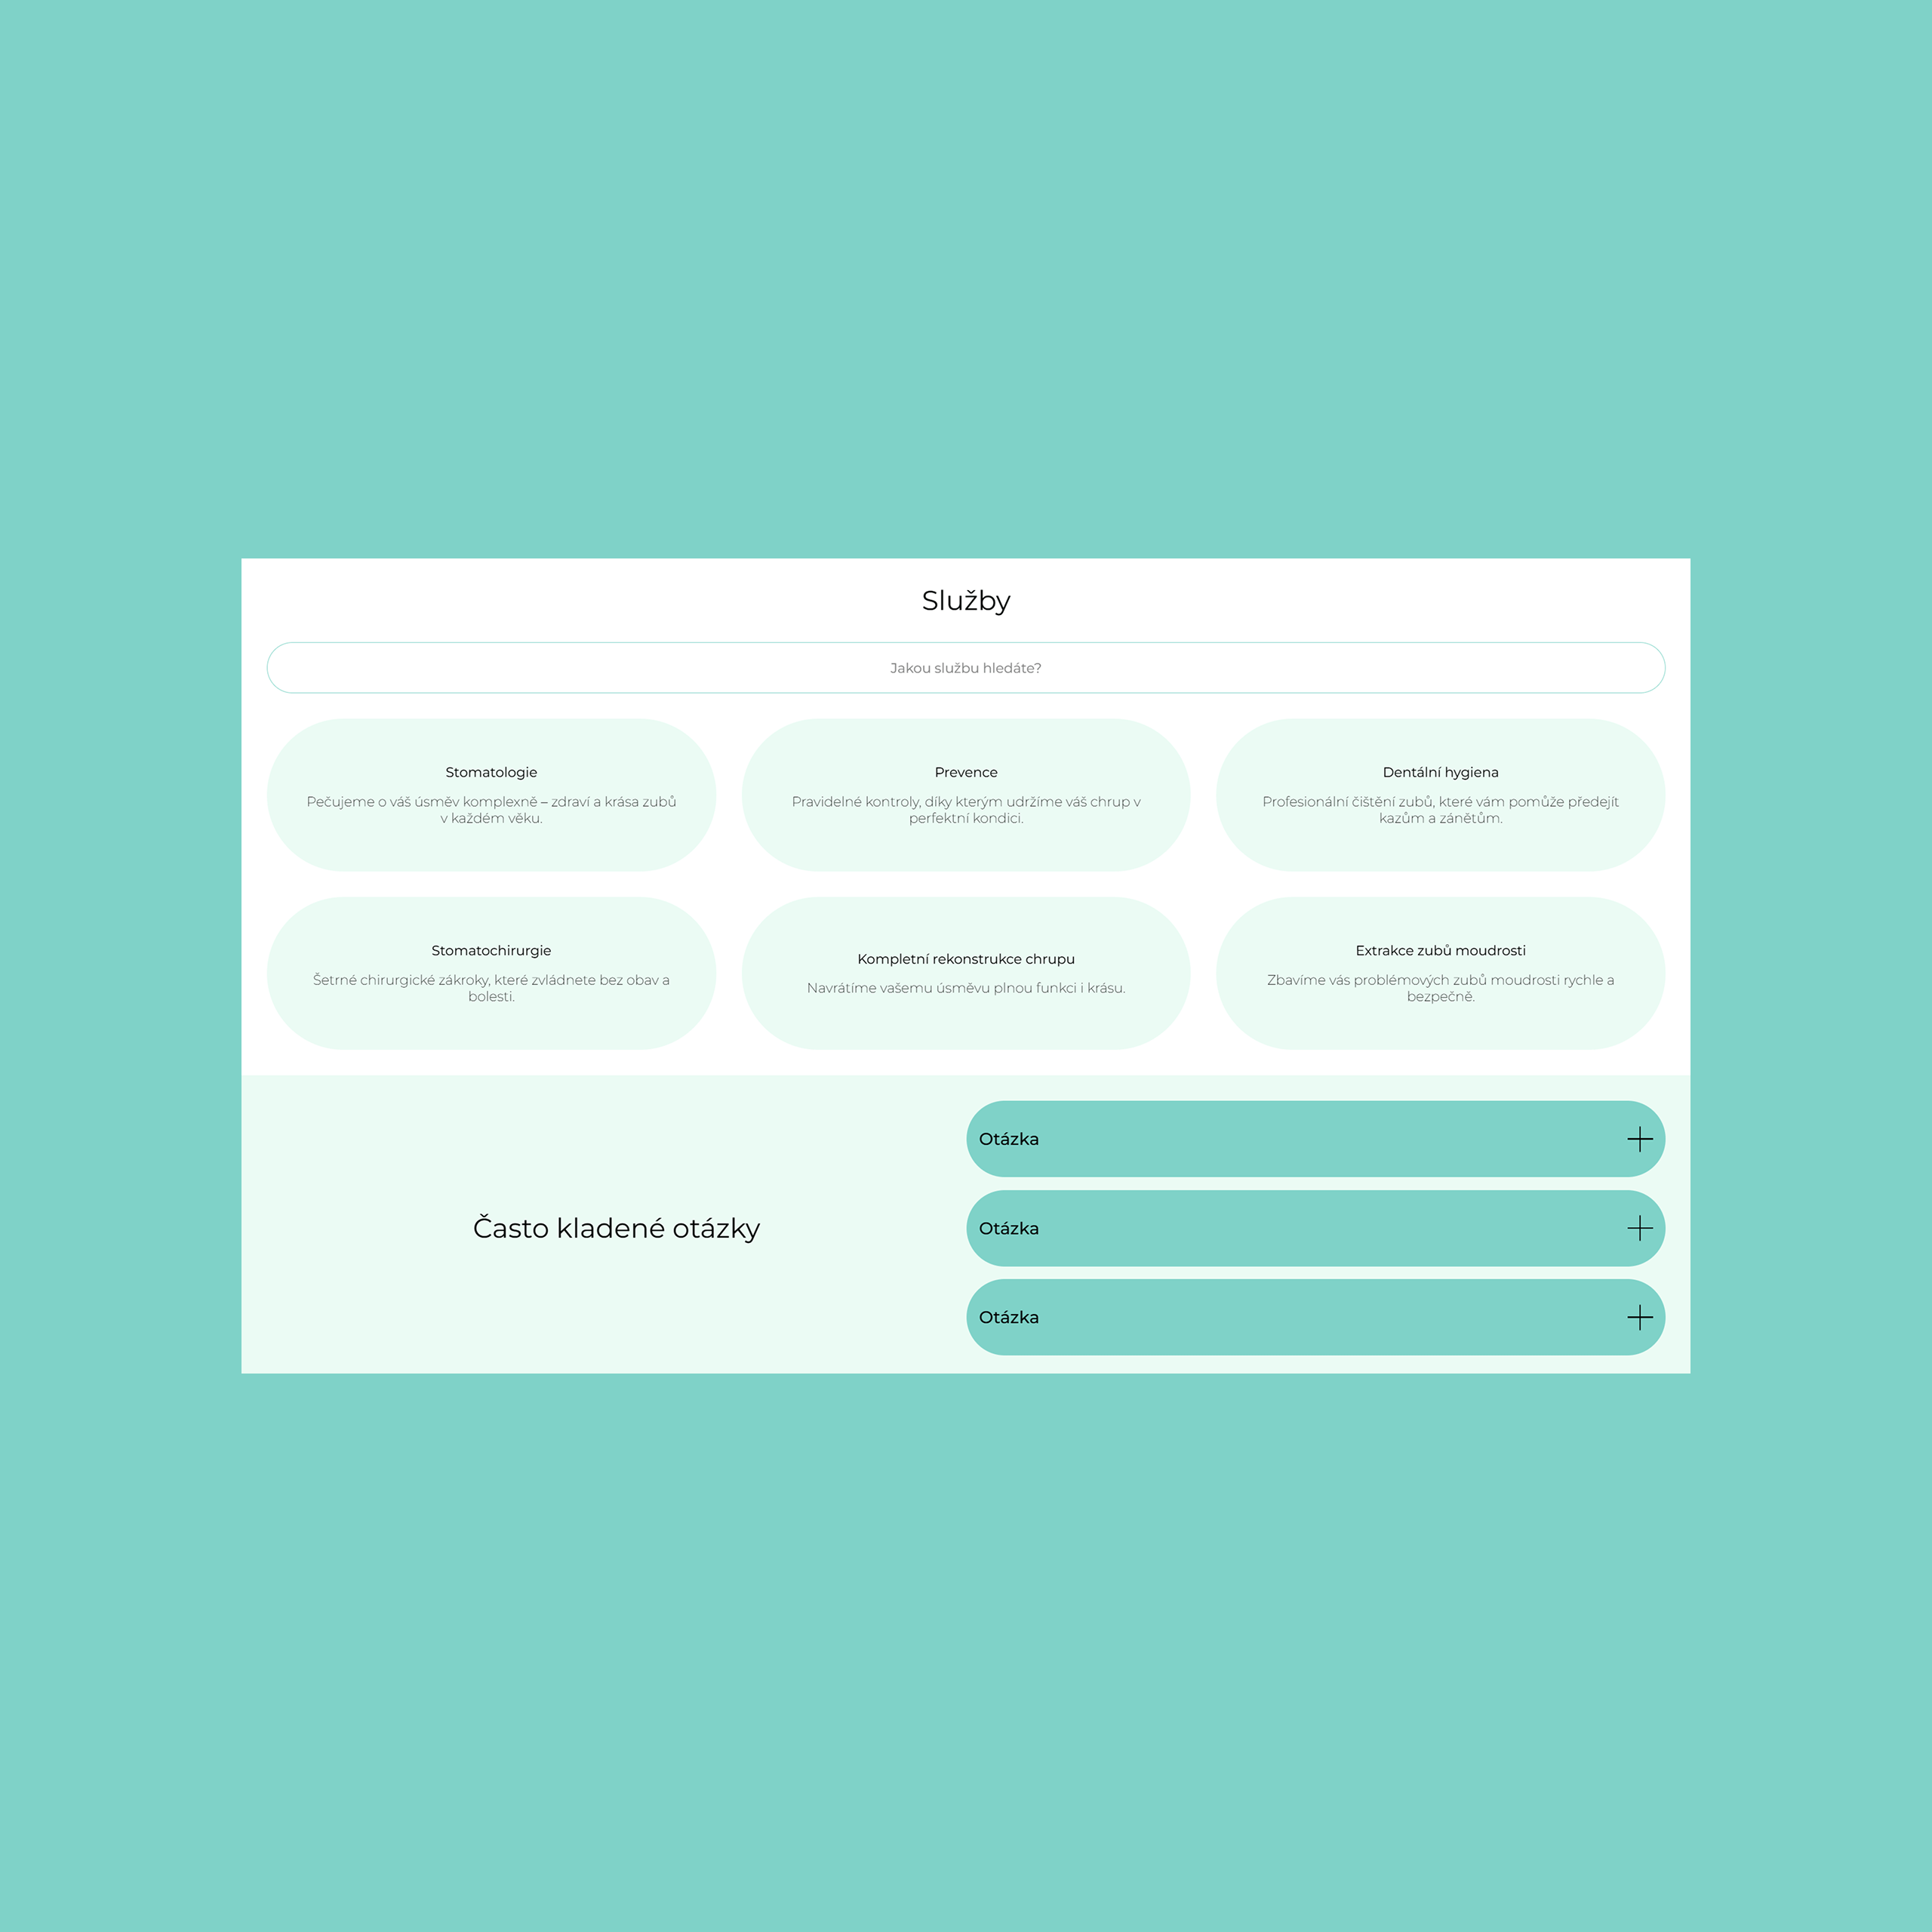 Služby
Jakou službu hledáte?
Stomatologie
Pečujeme o váš úsměv komplexně – zdraví a krása zubů
v každém věku.
Prevence
Pravidelné kontroly, díky kterým udržíme váš chrup v
perfektní kondici.
Dentální hygiena
Profesionální čištění zubů, které vám pomůže předejít
kazům a zánětům.
Stomatochirurgie
Šetrné chirurgické zákroky, které zvládnete bez obav a
bolesti.
Kompletní rekonstrukce chrupu
Navrátíme vašemu úsměvu plnou funkci i krásu.
Extrakce zubů moudrosti
Zbavíme vás problémových zubů moudrosti rychle a
bezpečně.
Často kladené otázky
Otázka
Otázka
Otázka